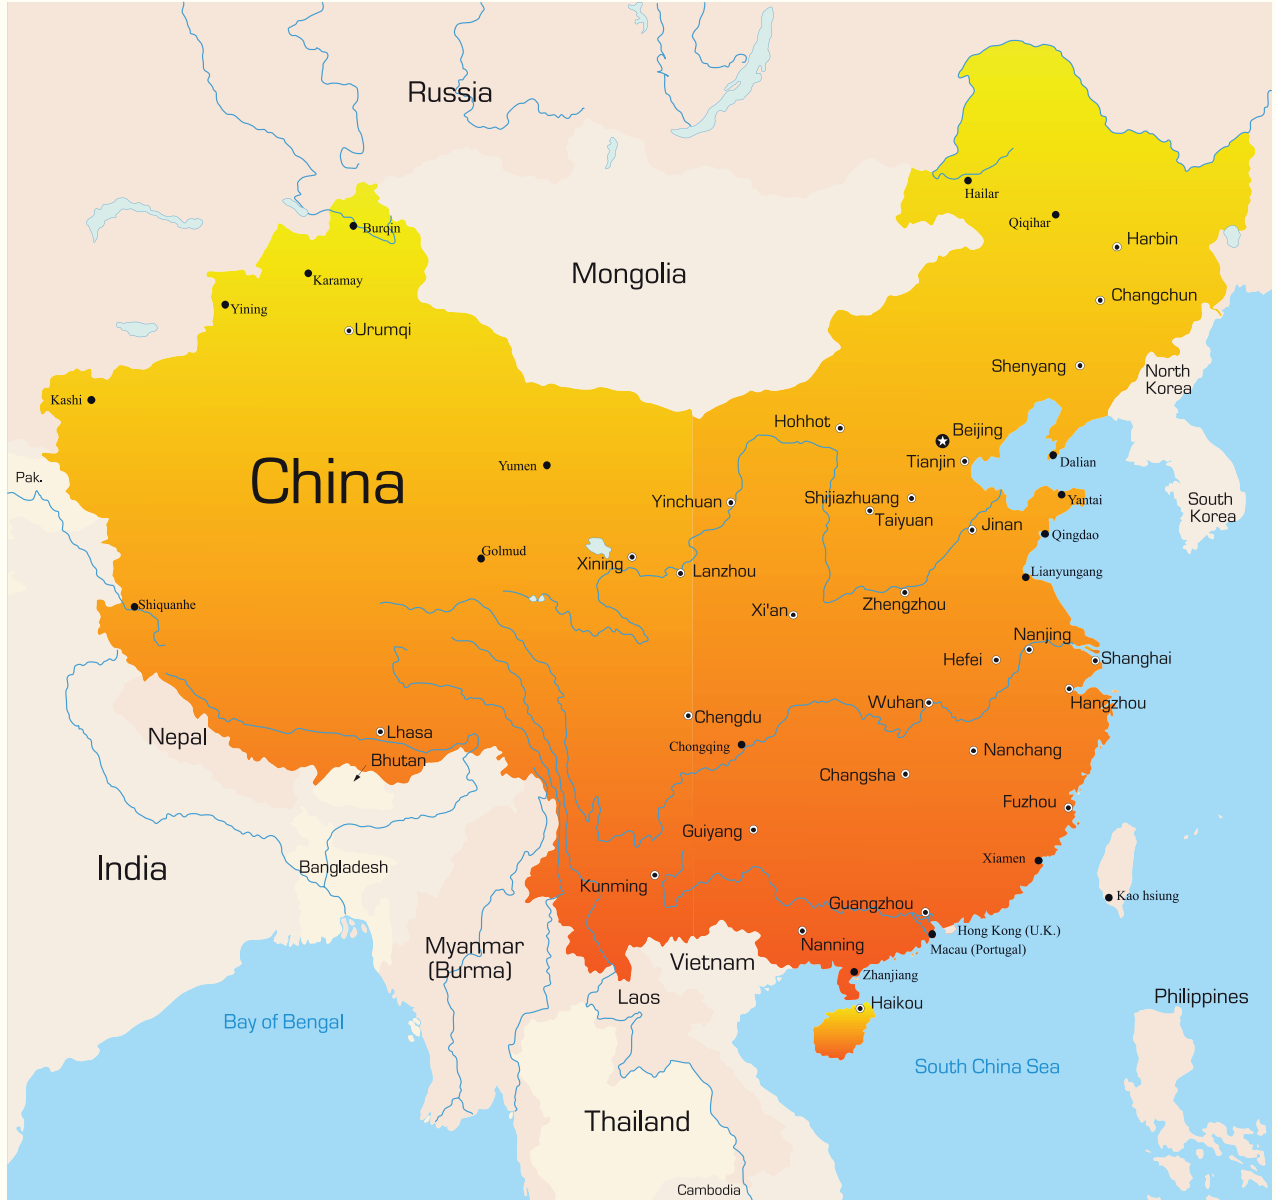 Russia
Hailar
Qiqihar
Burqin
Harbin
Mongolia
Karamay
Changchun
Yining
Urumqi
Shenyang
North
Korea
Kashi
Hohhot
Beijing
Tianjin
Dalian
Yumen
China
Pak.
Yinchuan
Shijiazhuang
Taiyuan
Yantai
South
Korea
Jinan
Qingdao
Golmud
Xining
Lanzhou
Lianyungang
Shiquanhe
Xi'an
Zhengzhou
Nanjing
Hefei
Shanghai
Wuhan
Hangzhou
Chengdu
Nepal
Lhasa
Chongqing
Nanchang
Bhutan
Changsha
Fuzhou
Guiyang
Xiamen
India
Bangladesh
Kunming
Kao hsiung
Guangzhou
Hong Kong (U.K.)
Macau (Portugal)
Nanning
Myanmar
(Burma)
Vietnam
Zhanjiang
Laos
Haikou
Philippines
Bay of Bengal
South China Sea
Thailand
Cambodia